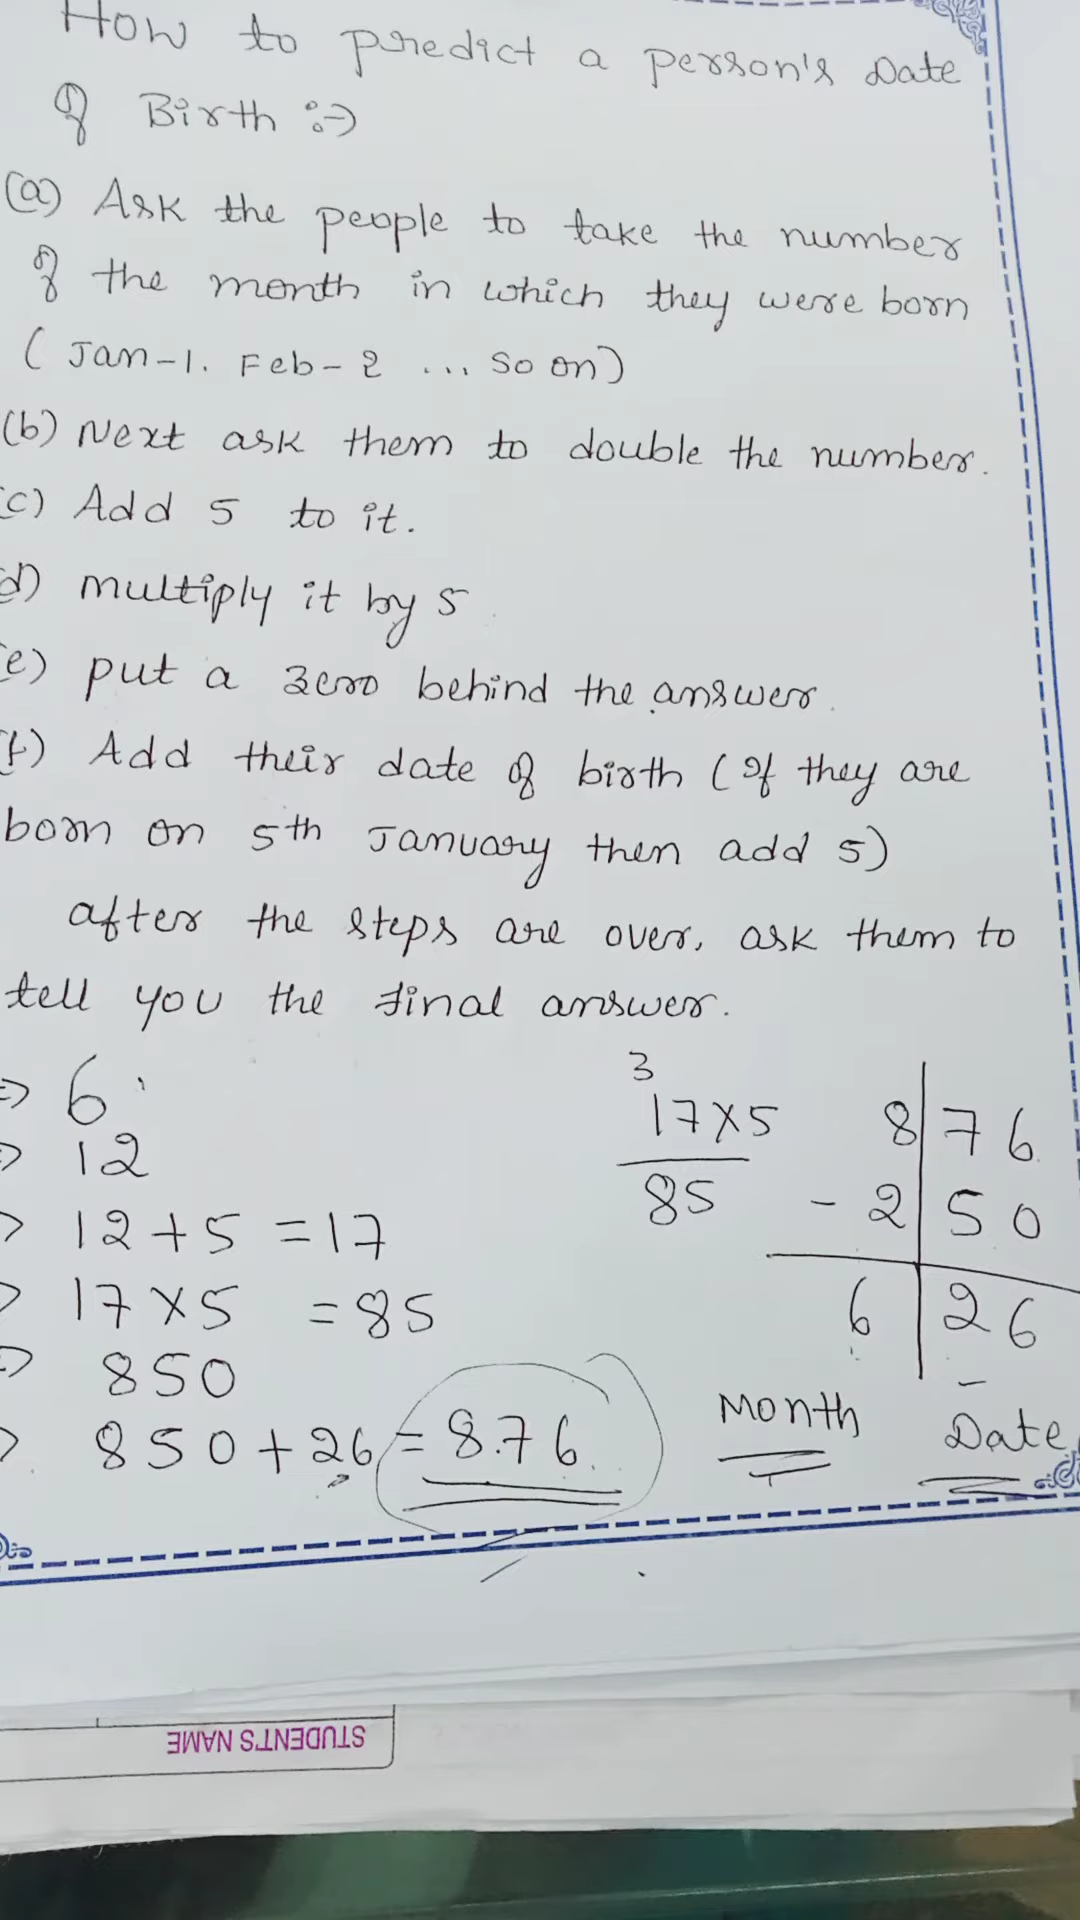 How to predict a person's Date
of Birth :-)
(a) Ask the people to take the number
of the month in which they were born
( Jan-1. Feb-2 ... so on)
(b) Next ask them to double the number.
(c) Add 5 to it.
d) multiply it by 5
(e) put a zero behind the answer.
(f) Add their date of birth (If they are
born on 5th January then add 5)
after the steps are over, ask them to
tell you the final answer.
=> 6
=> 12
=> 12+5 =17
=> 17×5 =85
=> 850
=> 850+26 = 8.76
3
17×5
85
8|76
- 2|50
6|26
Month Date
STUDENT'S NAME